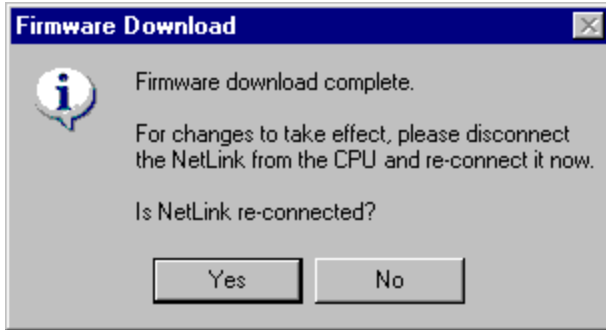 Firmware Download
Firmware download complete.
For changes to take effect, please disconnect
the NetLink from the CPU and re-connect it now.
Is NetLink re-connected?
Yes
No